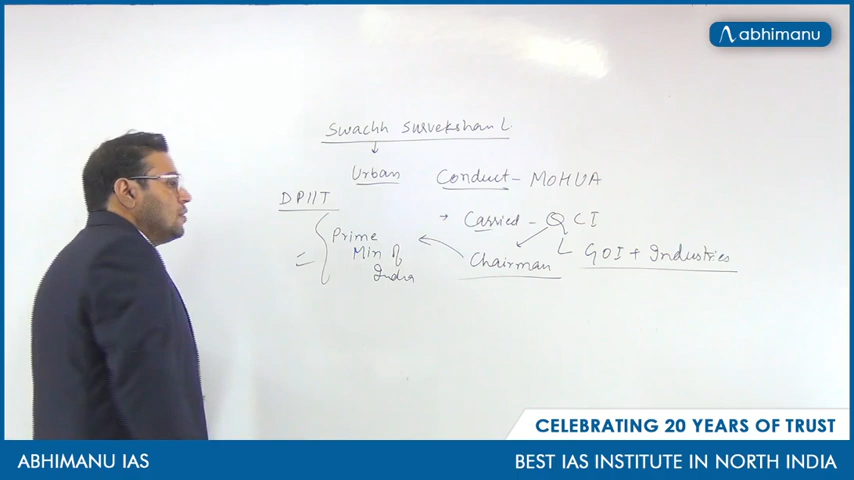 abhimanu
Swachh Survekshan L
Urban
Conduct - MOHUA
DPIIT
Carried - QCI
Prime
Min of
India
Chairman
GOI + Industries
CELEBRATING 20 YEARS OF TRUST
ABHIMANU IAS
BEST IAS INSTITUTE IN NORTH INDIA